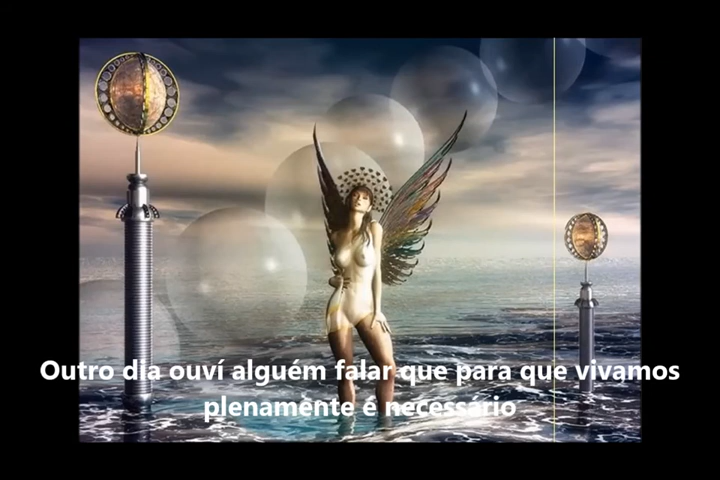 Outro dia ouví alguém falar que para que vivamos
plenamente é necessário